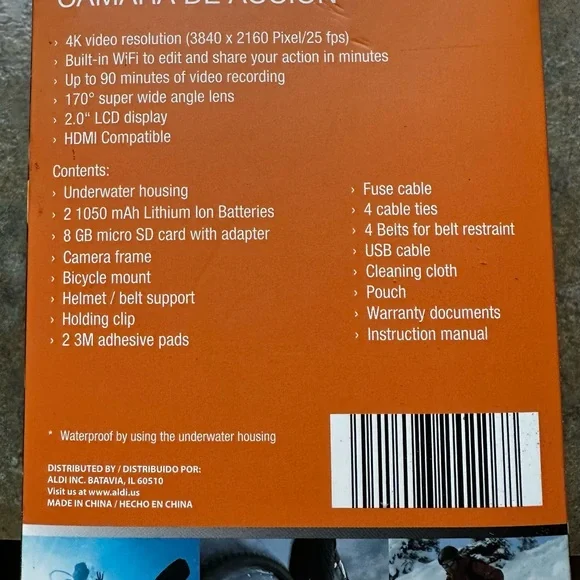 CÁMARA DE ACCIÓN
› 4K video resolution (3840 x 2160 Pixel/25 fps)
› Built-in WiFi to edit and share your action in minutes
› Up to 90 minutes of video recording
› 170° super wide angle lens
› 2.0“ LCD display
› HDMI Compatible
Contents:
› Underwater housing
› 2 1050 mAh Lithium Ion Batteries
› 8 GB micro SD card with adapter
› Camera frame
› Bicycle mount
› Helmet / belt support
› Holding clip
› 2 3M adhesive pads
› Fuse cable
› 4 cable ties
› 4 Belts for belt restraint
› USB cable
› Cleaning cloth
› Pouch
› Warranty documents
› Instruction manual
* Waterproof by using the underwater housing
DISTRIBUTED BY / DISTRIBUIDO POR:
ALDI INC. BATAVIA, IL 60510
Visit us at www.aldi.us
MADE IN CHINA / HECHO EN CHINA